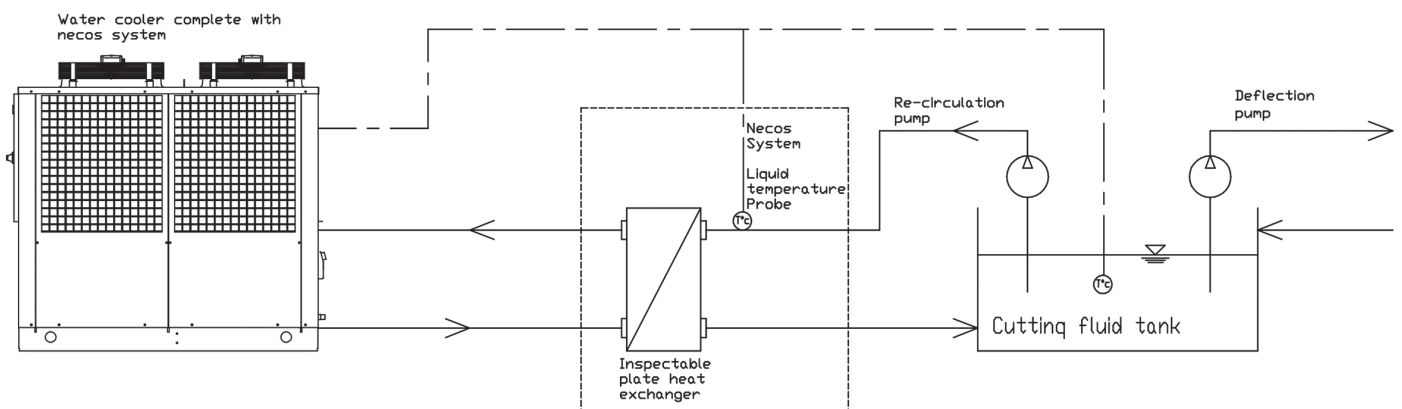 Water cooler complete with
necos system
Re-circulation
pump
Deflection
pump
Necos
System
Liquid
temperature
Probe
T°c
T°c
Cutting fluid tank
Inspectable
plate heat
exchanger